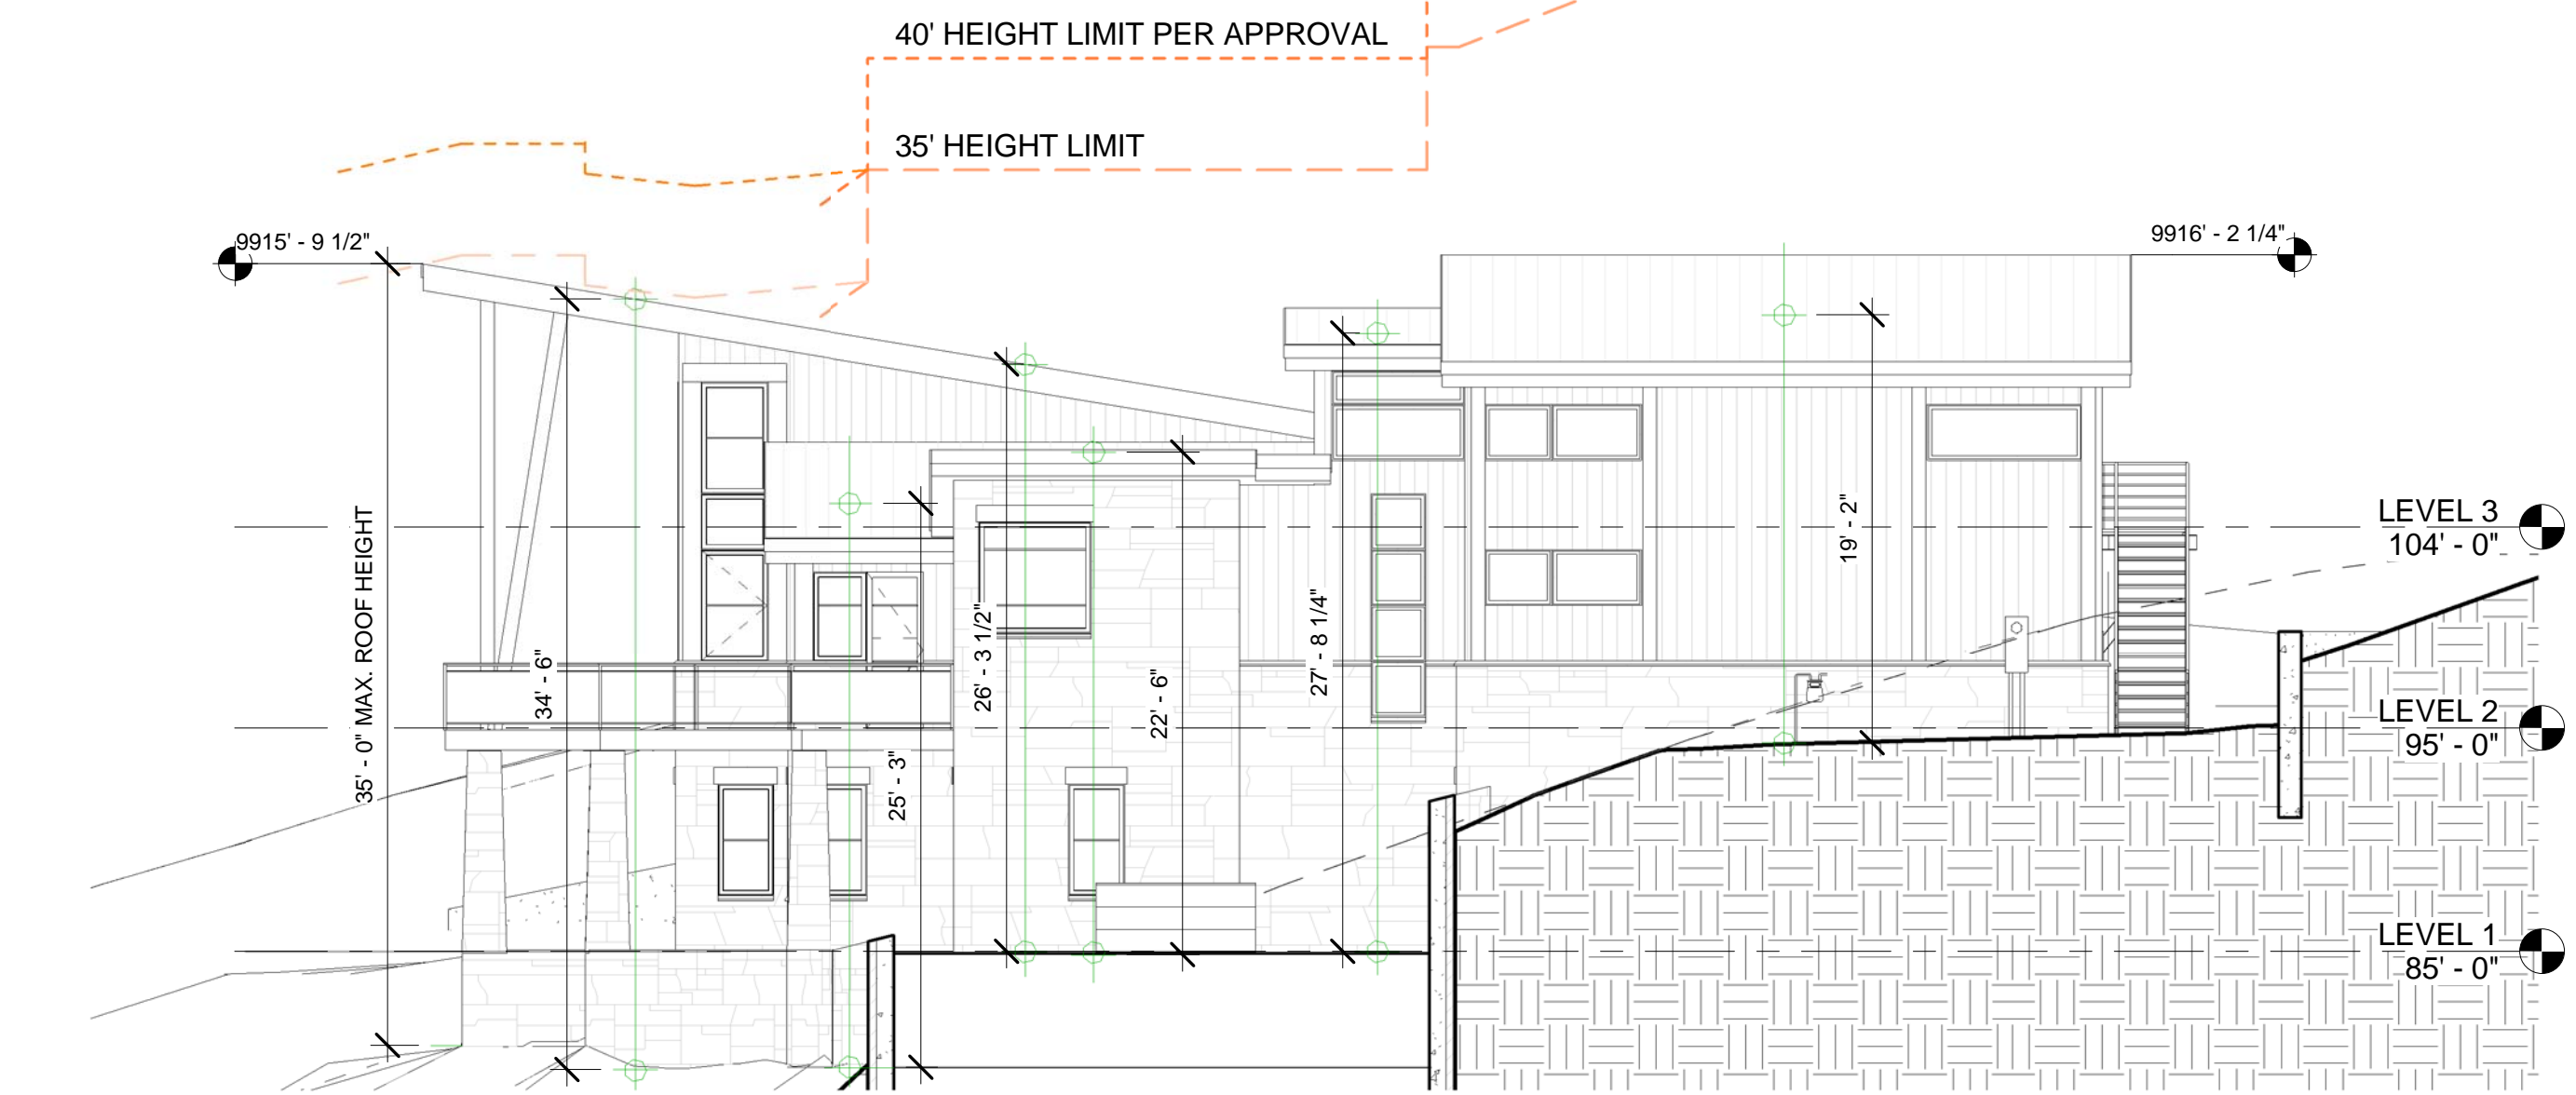 40' HEIGHT LIMIT PER APPROVAL
35' HEIGHT LIMIT
9915' - 9 1/2"
9916' - 2 1/4"
35' - 0" MAX. ROOF HEIGHT
34' - 6"
25' - 3"
26' - 3 1/2"
22' - 6"
27' - 8 1/4"
19' - 2"
LEVEL 3
104' - 0"
LEVEL 2
95' - 0"
LEVEL 1
85' - 0"